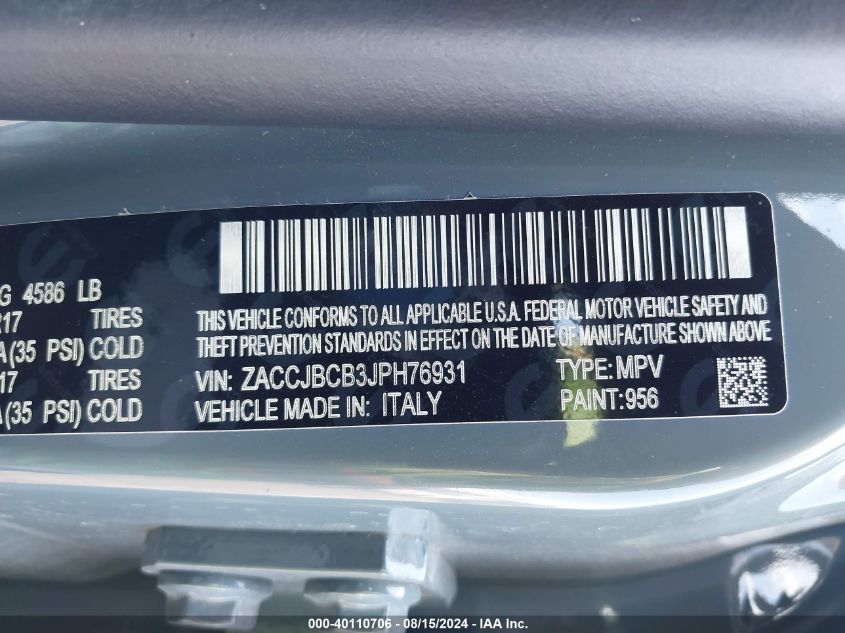 G 4586 LB
17 TIRES
A (35 PSI) COLD
17 TIRES
A (35 PSI) COLD
THIS VEHICLE CONFORMS TO ALL APPLICABLE U.S.A. FEDERAL MOTOR VEHICLE SAFETY AND
THEFT PREVENTION STANDARDS IN EFFECT ON THE DATE OF MANUFACTURE SHOWN ABOVE
VIN: ZACCJBCB3JPH76931 TYPE: MPV
VEHICLE MADE IN: ITALY PAINT: 956
000-40110706 - 08/15/2024 - IAA Inc.